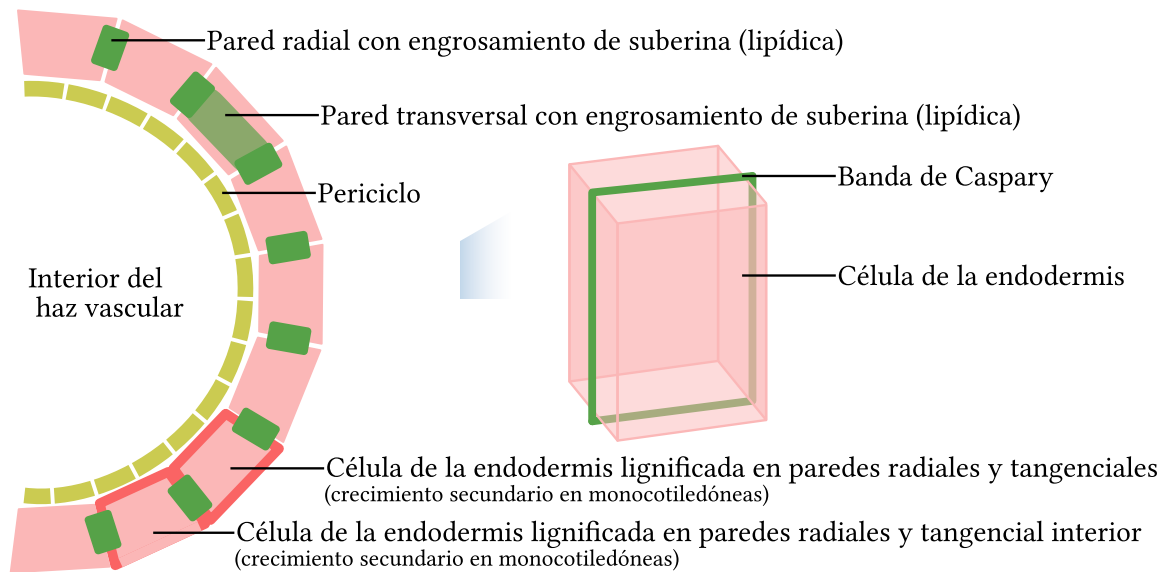 Pared radial con engrosamiento de suberina (lipídica)
Pared transversal con engrosamiento de suberina (lipídica)
Banda de Caspary
Periciclo
Célula de la endodermis
Interior del
haz vascular
Célula de la endodermis lignificada en paredes radiales y tangenciales
(crecimiento secundario en monocotiledóneas)
Célula de la endodermis lignificada en paredes radiales y tangencial interior
(crecimiento secundario en monocotiledóneas)